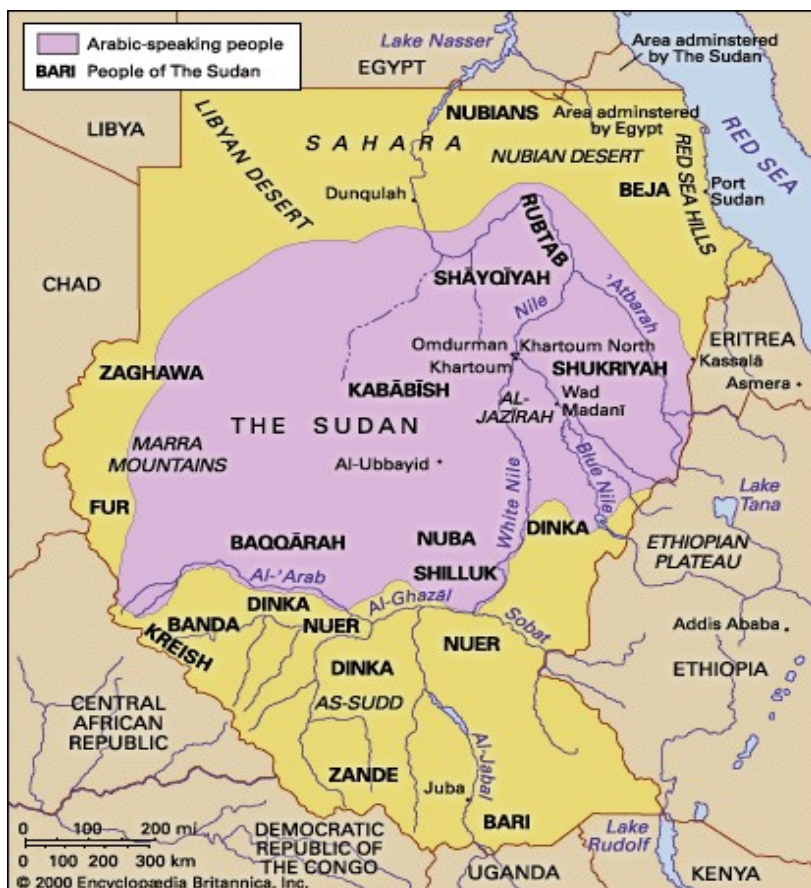 Arabic-speaking people
BARI People of The Sudan
Lake Nasser
EGYPT
Area adminstered
by The Sudan
LIBYA
NUBIANS
Area adminstered
by Egypt
LIBYAN DESERT
SAHARA
NUBIAN DESERT
RED SEA
RED SEA HILLS
BEJA
Port
Sudan
Dunqulah
RUBTAB
CHAD
SHĀYQĪYAH
'Atbarah
Nile
ERITREA
Omdurman
Khartoum North
Khartoum
Kassalā
ZAGHAWA
SHUKRIYAH
Asmera
KABĀBĪSH
Wad
Madanī
AL-
JAZĪRAH
THE SUDAN
MARRA
MOUNTAINS
Al-Ubbayid
Blue Nile
White Nile
Lake
Tana
FUR
DINKA
BAQQĀRAH
NUBA
ETHIOPIAN
PLATEAU
SHILLUK
Al-'Arab
Al-Ghazāl
DINKA
Sobat
BANDA
NUER
Addis Ababa
KREISH
NUER
DINKA
ETHIOPIA
AS-SUDD
CENTRAL
AFRICAN
REPUBLIC
Al-Jabal
ZANDE
Juba
BARI
0 100 200 mi
0 100 200 300 km
DEMOCRATIC
REPUBLIC OF
THE CONGO
Lake
Rudolf
UGANDA
KENYA
© 2000 Encyclopædia Britannica, Inc.